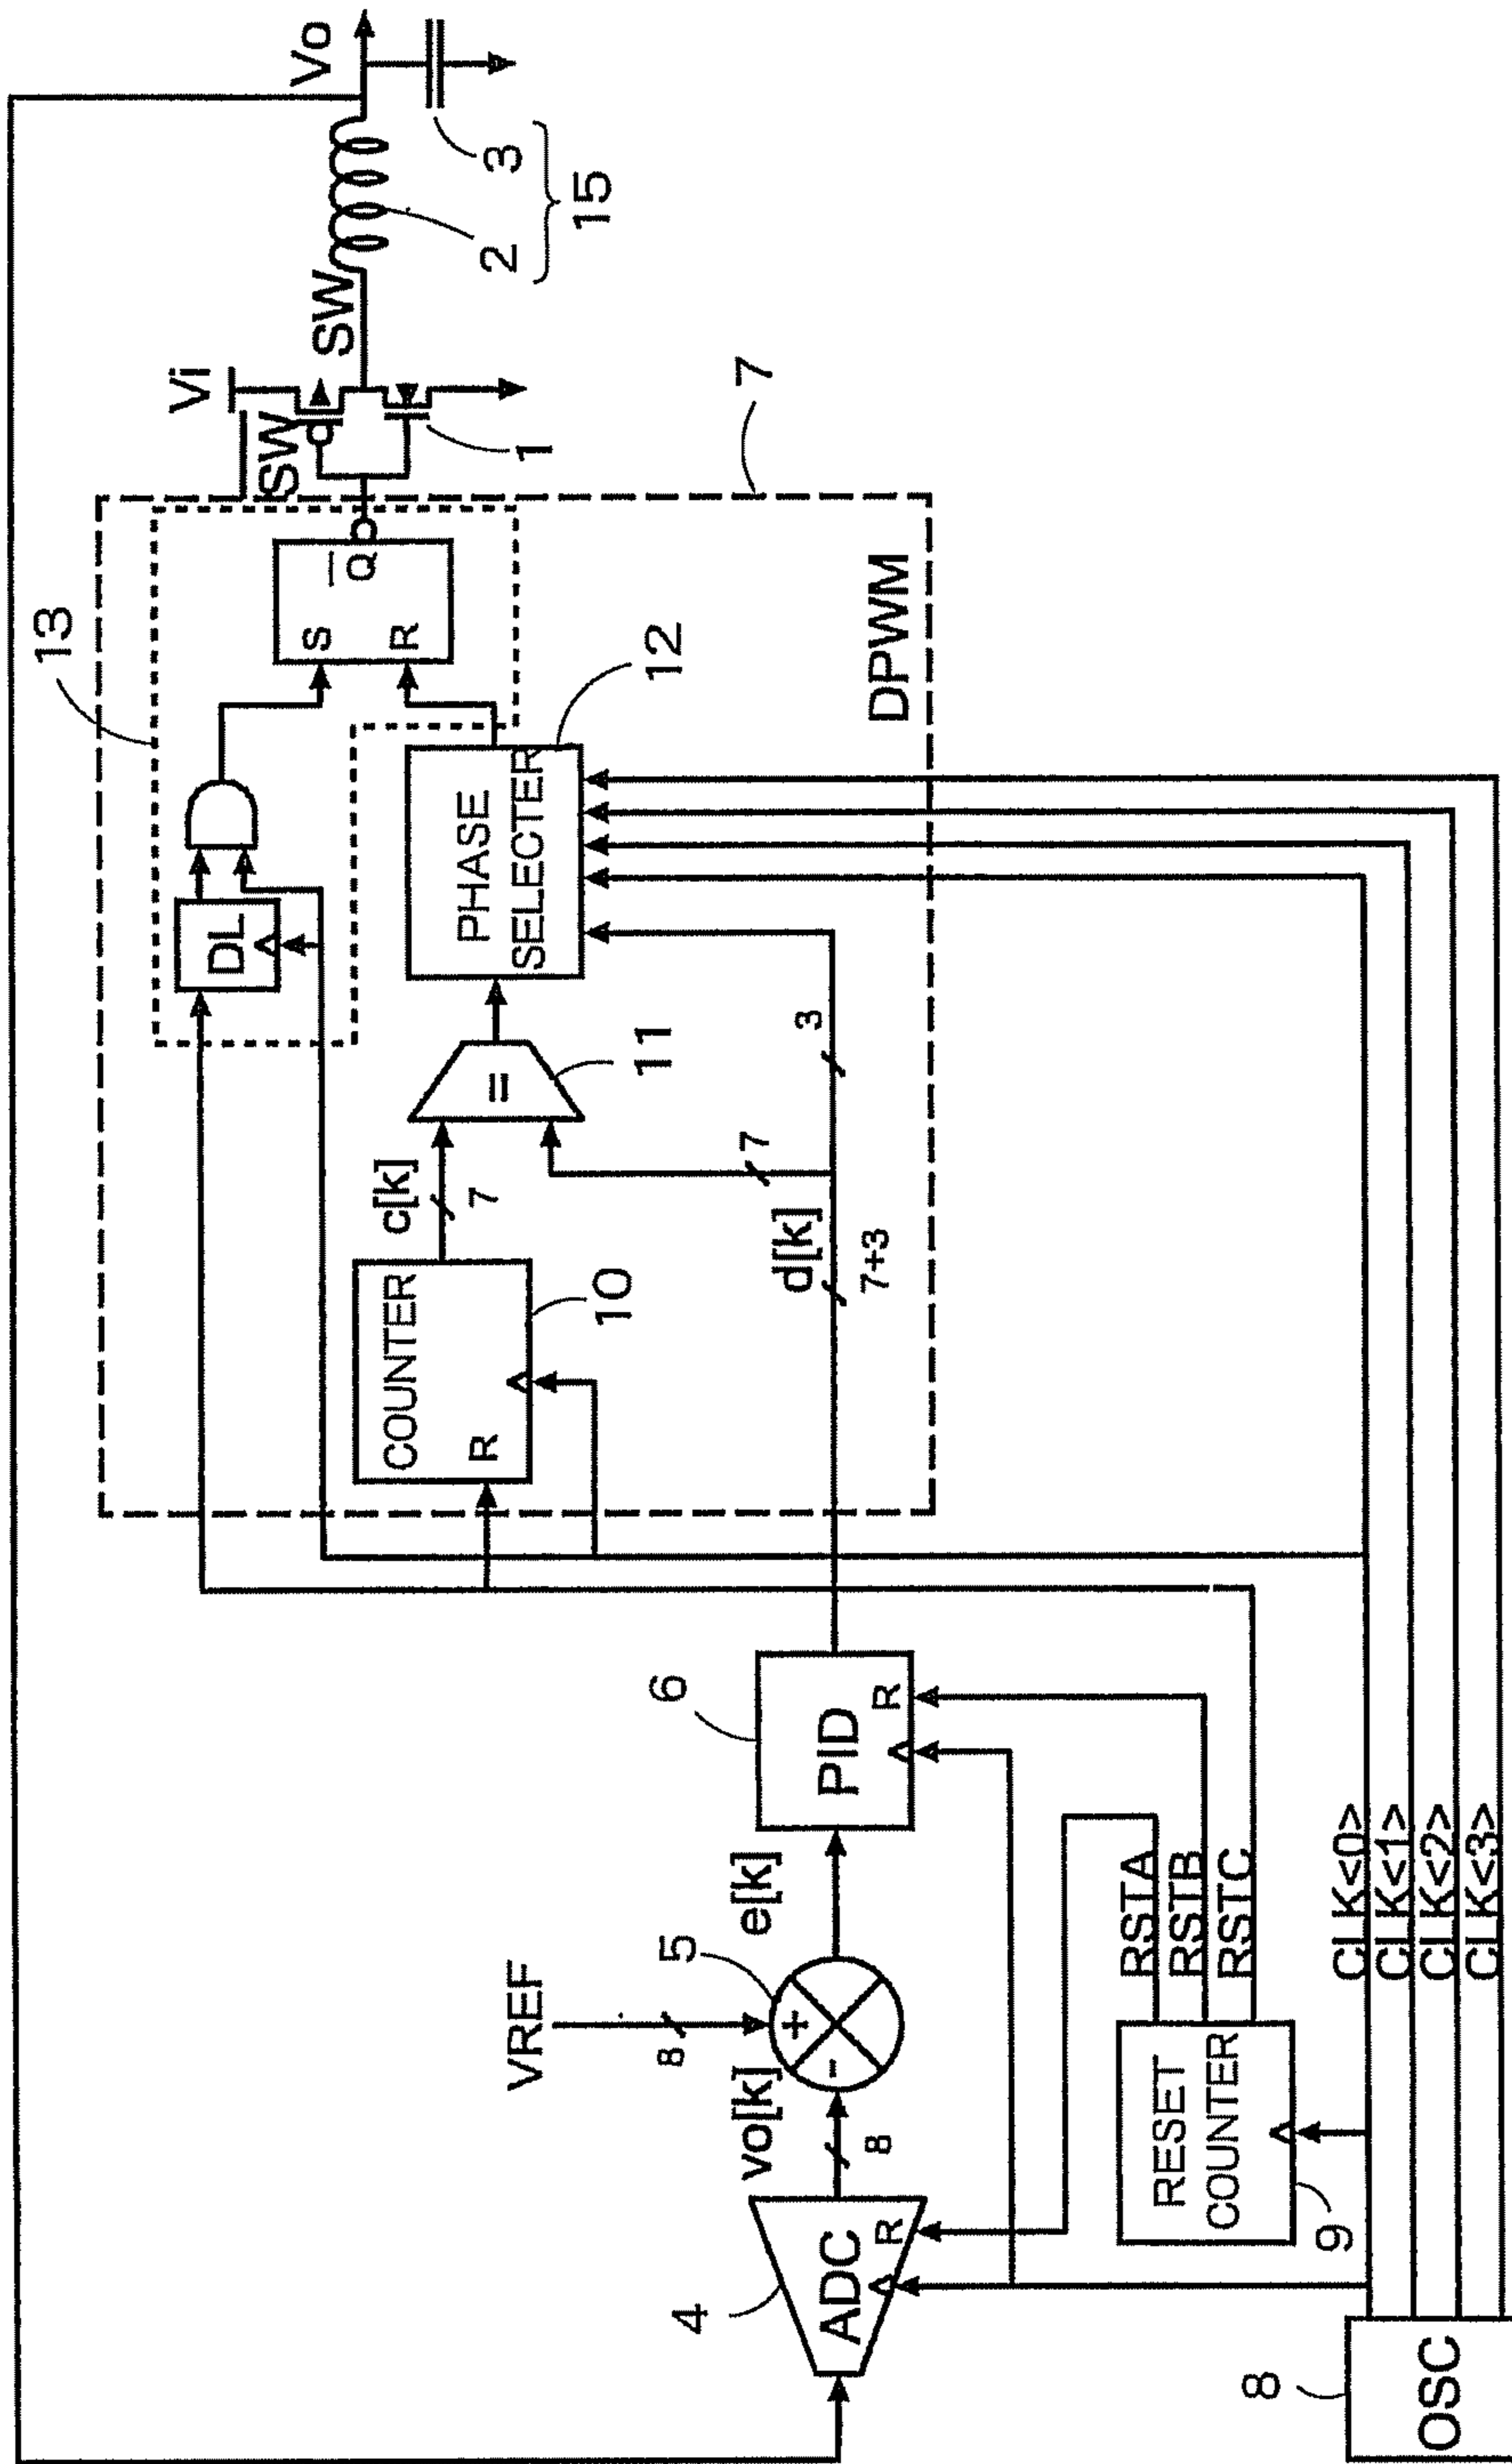 Vo
3
2
15
SW
Vi
SW
1
7
13
S
Q
R
DL
PHASE
SELECTER
12
DPWM
=
11
3
7
c[k]
7
COUNTER
R
10
d[k]
7+3
6
PID
R
e[k]
5
VREF
8
+
-
vo[k]
8
4
ADC
R
RSTA
RSTB
RSTC
RESET
COUNTER
9
CLK<0>
CLK<1>
CLK<2>
CLK<3>
8
OSC